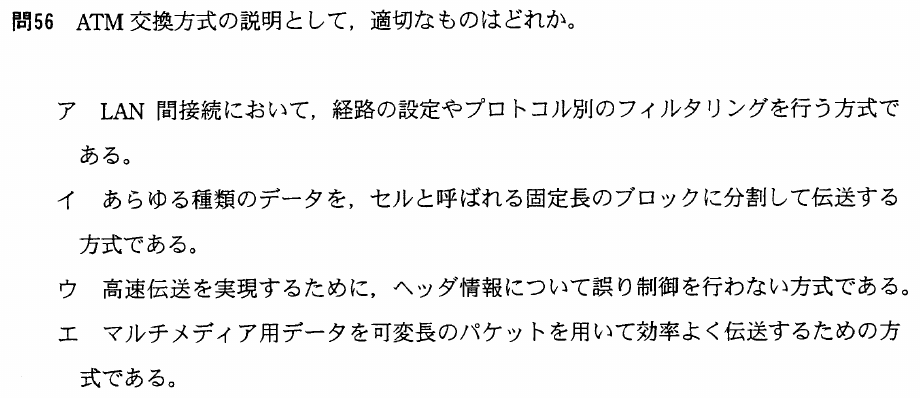 問56 ATM 交換方式の説明として，適切なものはどれか。
ア LAN 間接続において，経路の設定やプロトコル別のフィルタリングを行う方式で
ある。
イ あらゆる種類のデータを，セルと呼ばれる固定長のブロックに分割して伝送する
方式である。
ウ 高速伝送を実現するために，ヘッダ情報について誤り制御を行わない方式である。
エ マルチメディア用データを可変長のパケットを用いて効率よく伝送するための方
式である。